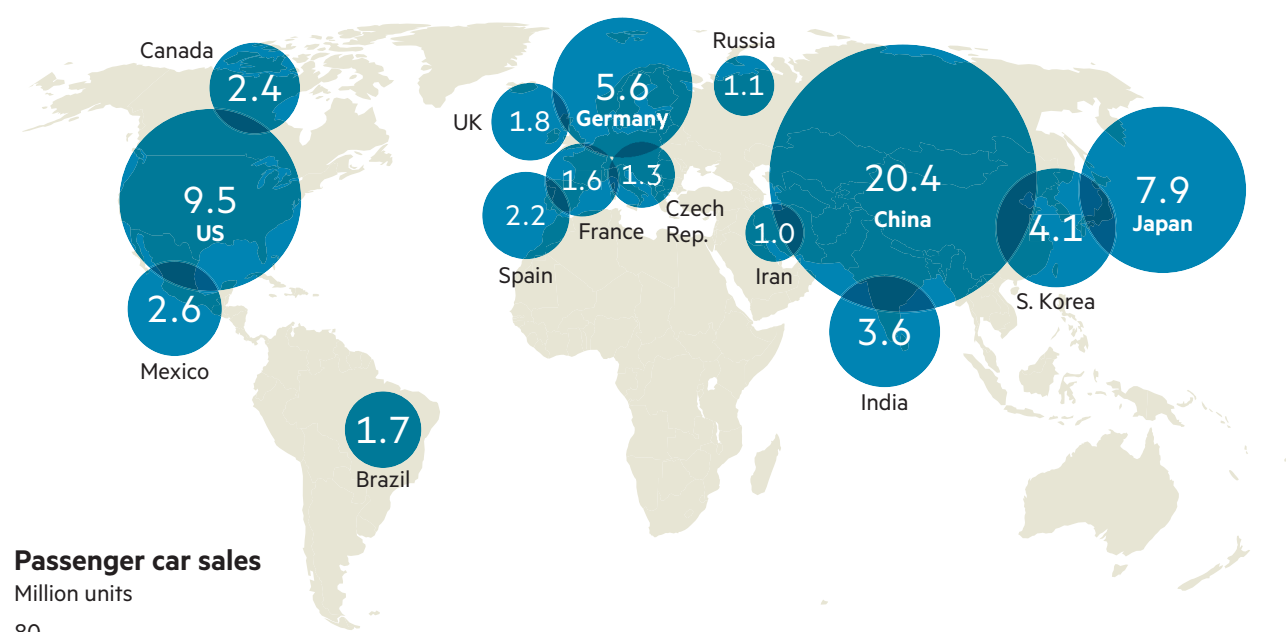 Canada
2.4
9.5
US
2.6
Mexico
1.7
Brazil
UK
1.8
5.6
Germany
Russia
1.1
1.6
1.3
2.2
France
Czech
Rep.
Spain
20.4
China
1.0
Iran
4.1
S. Korea
7.9
Japan
3.6
India
Passenger car sales
Million units
80